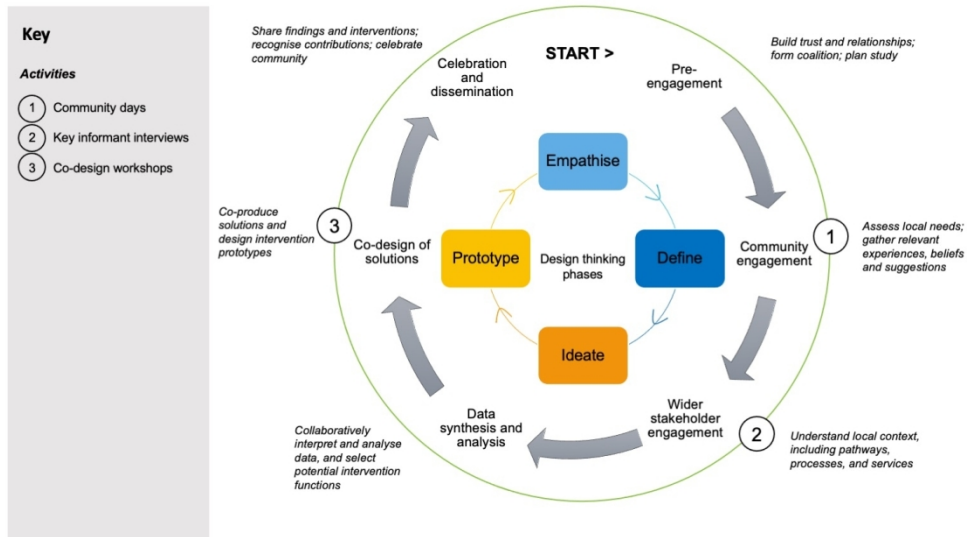 Key
Activities
1 Community days
2 Key informant interviews
3 Co-design workshops
Share findings and interventions;
recognise contributions; celebrate
community
START >
Build trust and relationships;
form coalition; plan study
Celebration
and
dissemination
Pre-
engagement
Empathise
Co-produce
solutions and
design intervention
prototypes
3
Co-design of
solutions
Prototype
Design thinking
phases
Define
Community
engagement
1
Assess local needs;
gather relevant
experiences, beliefs
and suggestions
Ideate
Collaboratively
interpret and analyse
data, and select
potential intervention
functions
Data
synthesis and
analysis
Wider
stakeholder
engagement
2
Understand local context,
including pathways,
processes, and services